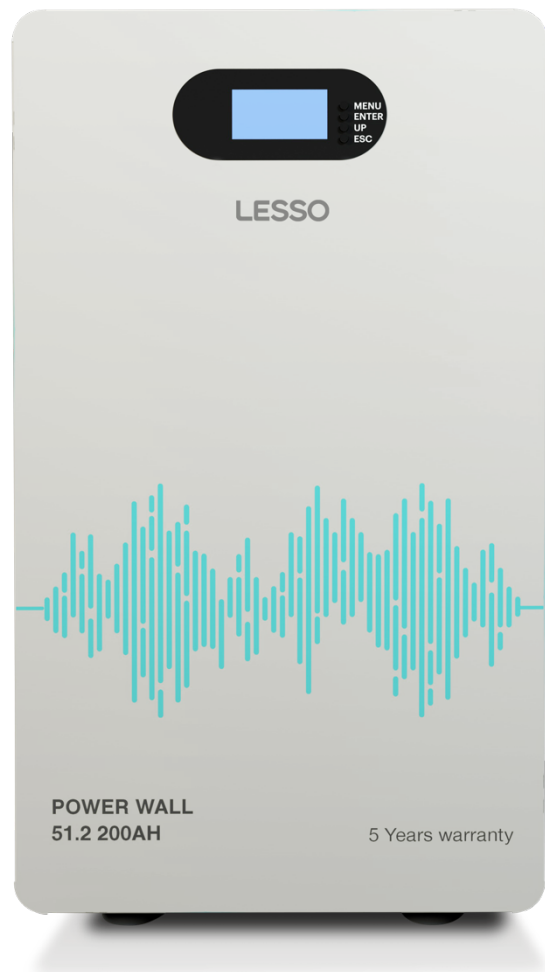 MENU
ENTER
UP
ESC
LESSO
POWER WALL
51.2 200AH
5 Years warranty